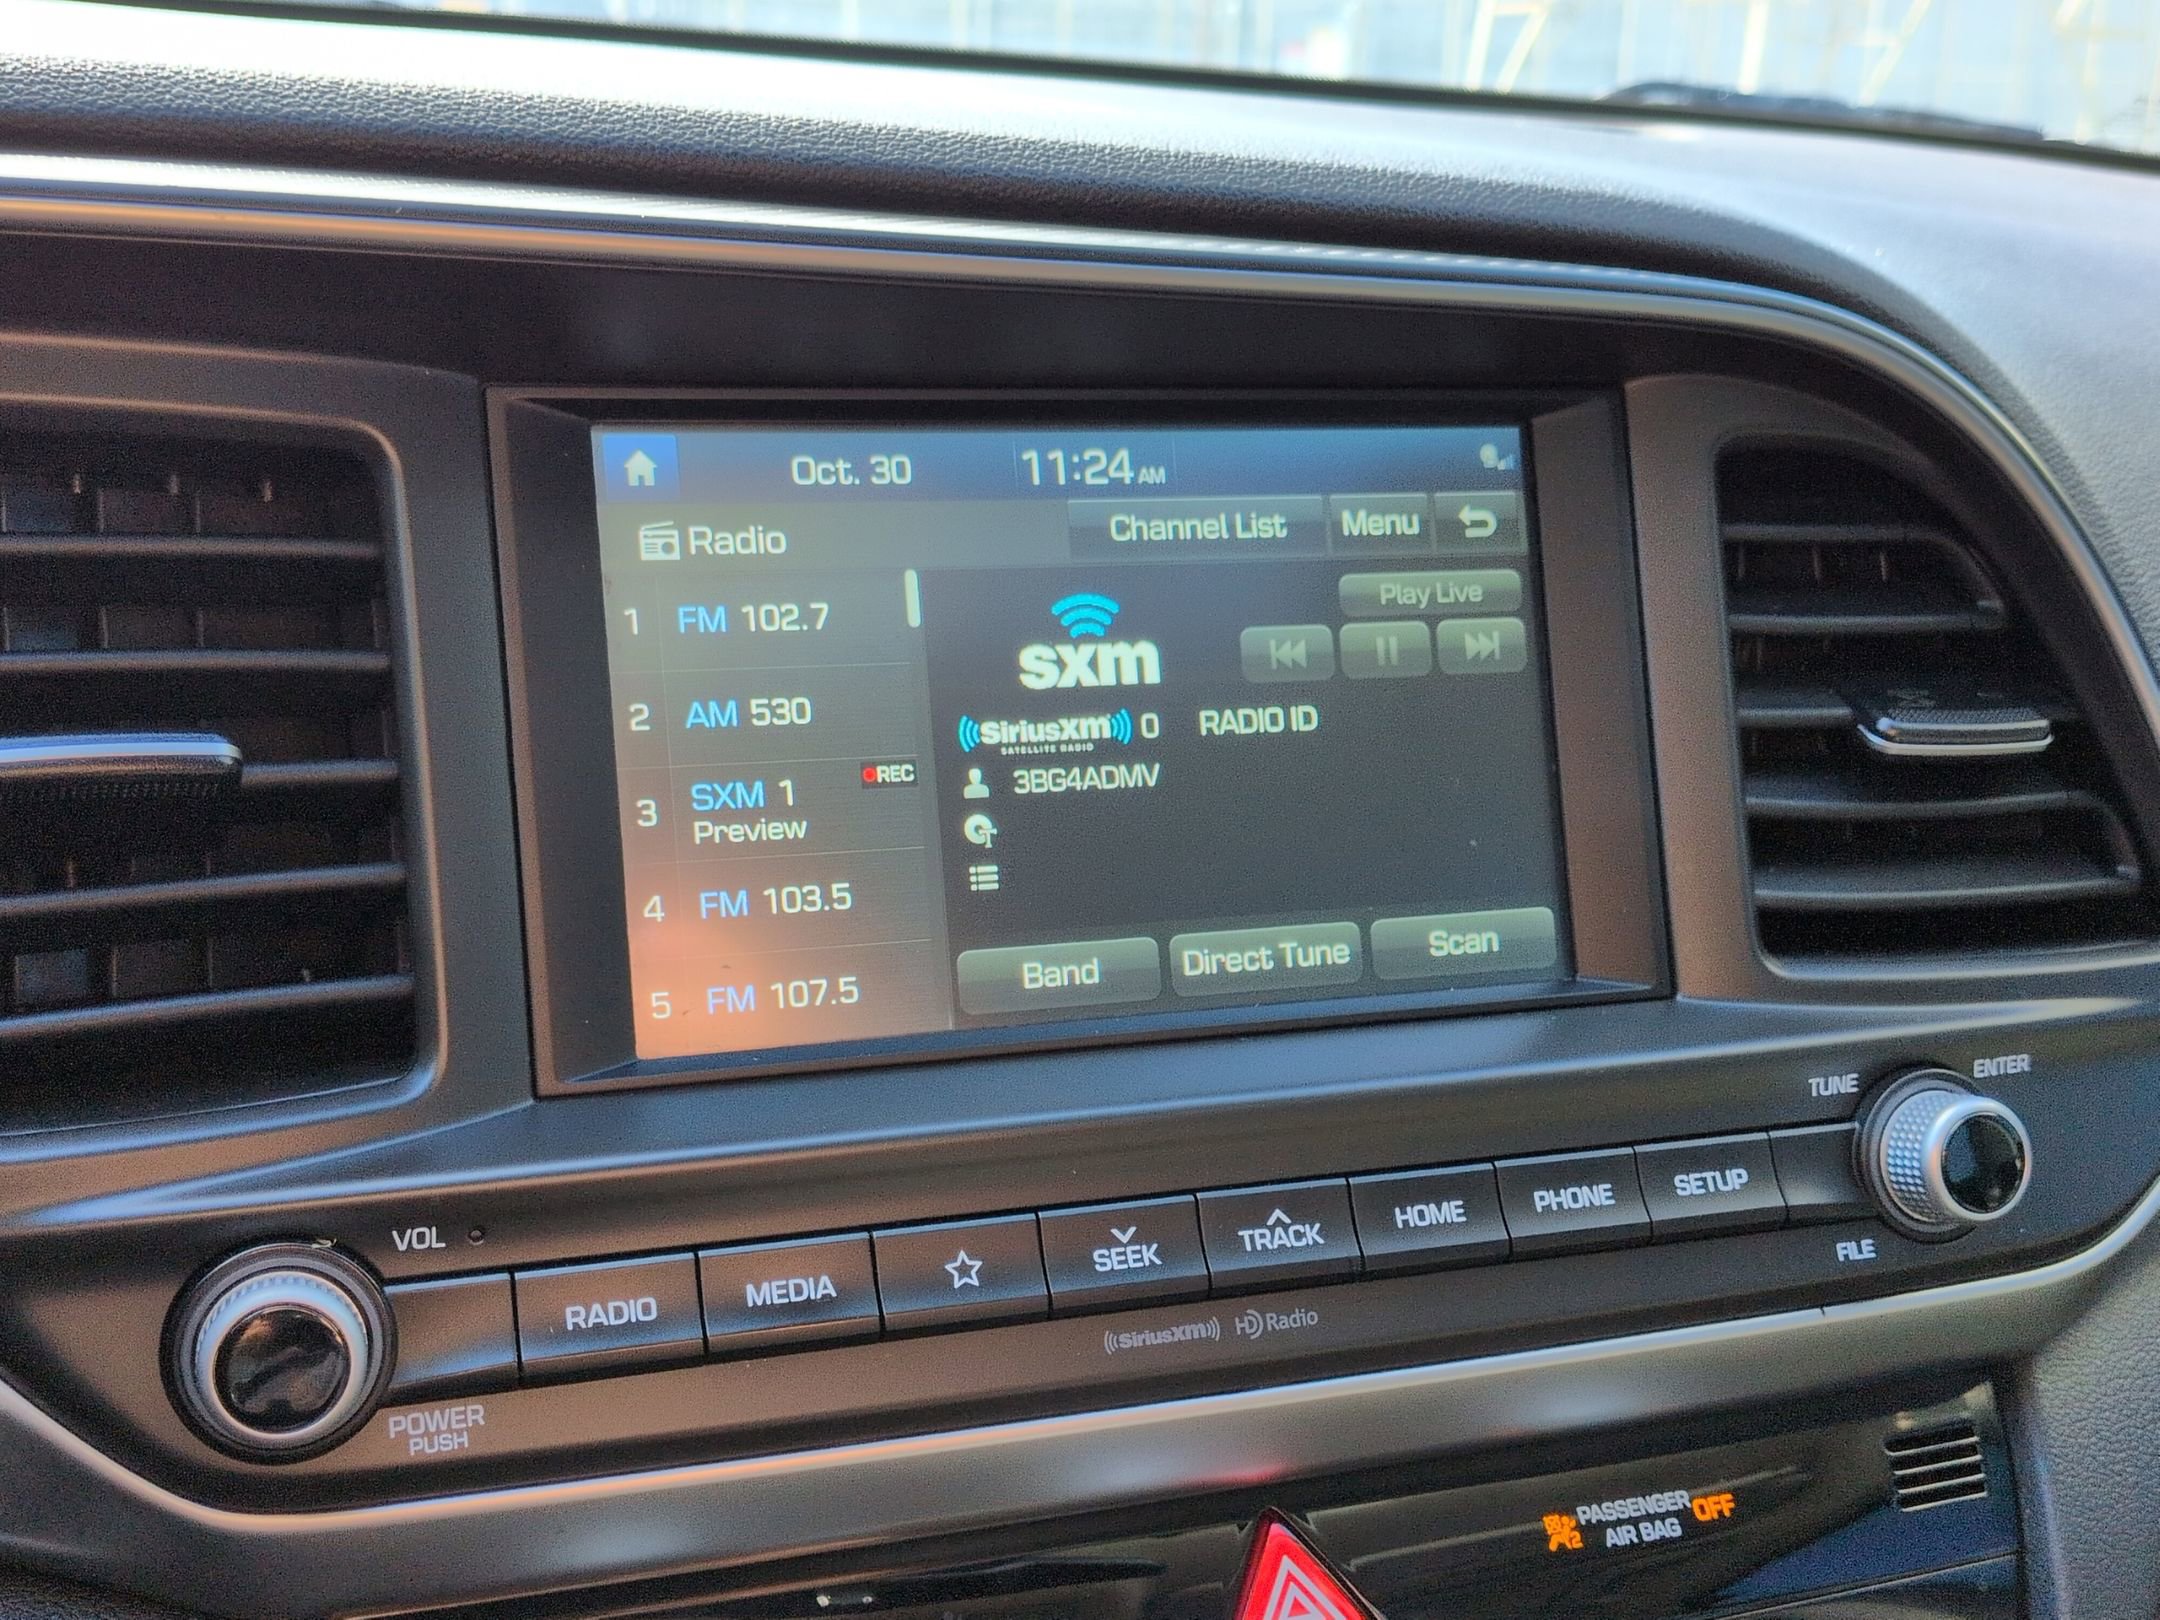 Oct. 30 11:24 AM
Radio Channel List Menu
1 FM 102.7
2 AM 530
3 SXM 1 REC
Preview
4 FM 103.5
5 FM 107.5
Play Live
sxm
SiriusXm 0 RADIO ID
SATELLITE RADIO
3BG4ADMV
Band Direct Tune Scan
TUNE ENTER
VOL
RADIO MEDIA SEEK TRACK HOME PHONE SETUP
FILE
POWER
PUSH
SiriusXm HD Radio
PASSENGER OFF
AIR BAG
2